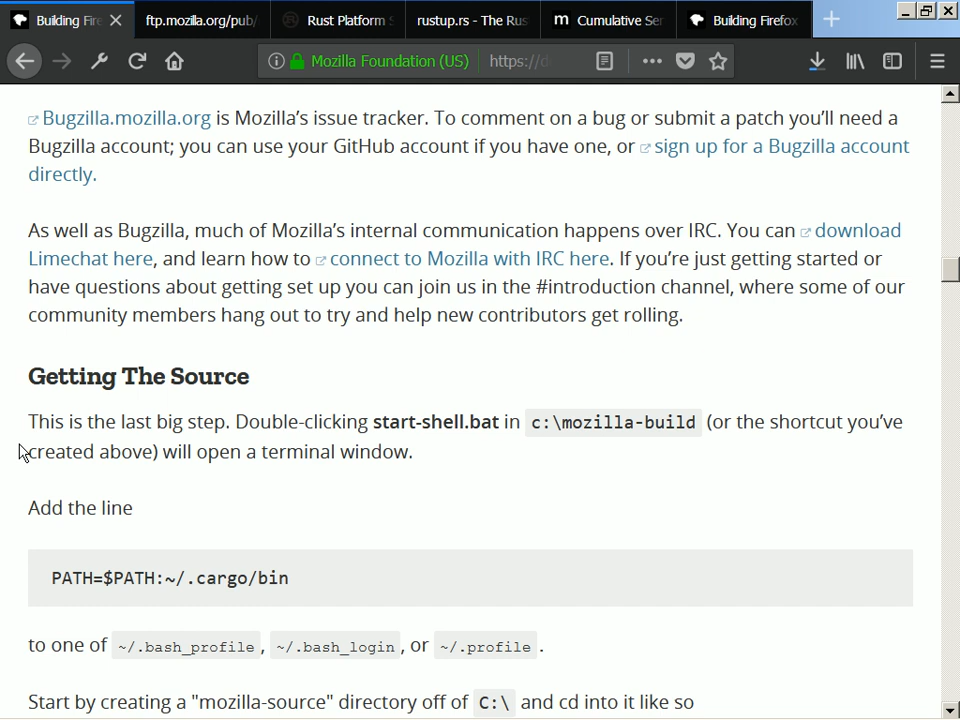 Building Fire
ftp.mozilla.org/pub/
Rust Platform S
rustup.rs - The Rus
Cumulative Ser
Building Firefox
Mozilla Foundation (US)
https://d
Bugzilla.mozilla.org is Mozilla’s issue tracker. To comment on a bug or submit a patch you’ll need a
Bugzilla account; you can use your GitHub account if you have one, or sign up for a Bugzilla account
directly.
As well as Bugzilla, much of Mozilla’s internal communication happens over IRC. You can download
Limechat here, and learn how to connect to Mozilla with IRC here. If you’re just getting started or
have questions about getting set up you can join us in the #introduction channel, where some of our
community members hang out to try and help new contributors get rolling.
Getting The Source
This is the last big step. Double-clicking start-shell.bat in c:\mozilla-build (or the shortcut you’ve
created above) will open a terminal window.
Add the line
PATH=$PATH:~/.cargo/bin
to one of ~/.bash_profile, ~/.bash_login, or ~/.profile.
Start by creating a "mozilla-source" directory off of C:\ and cd into it like so